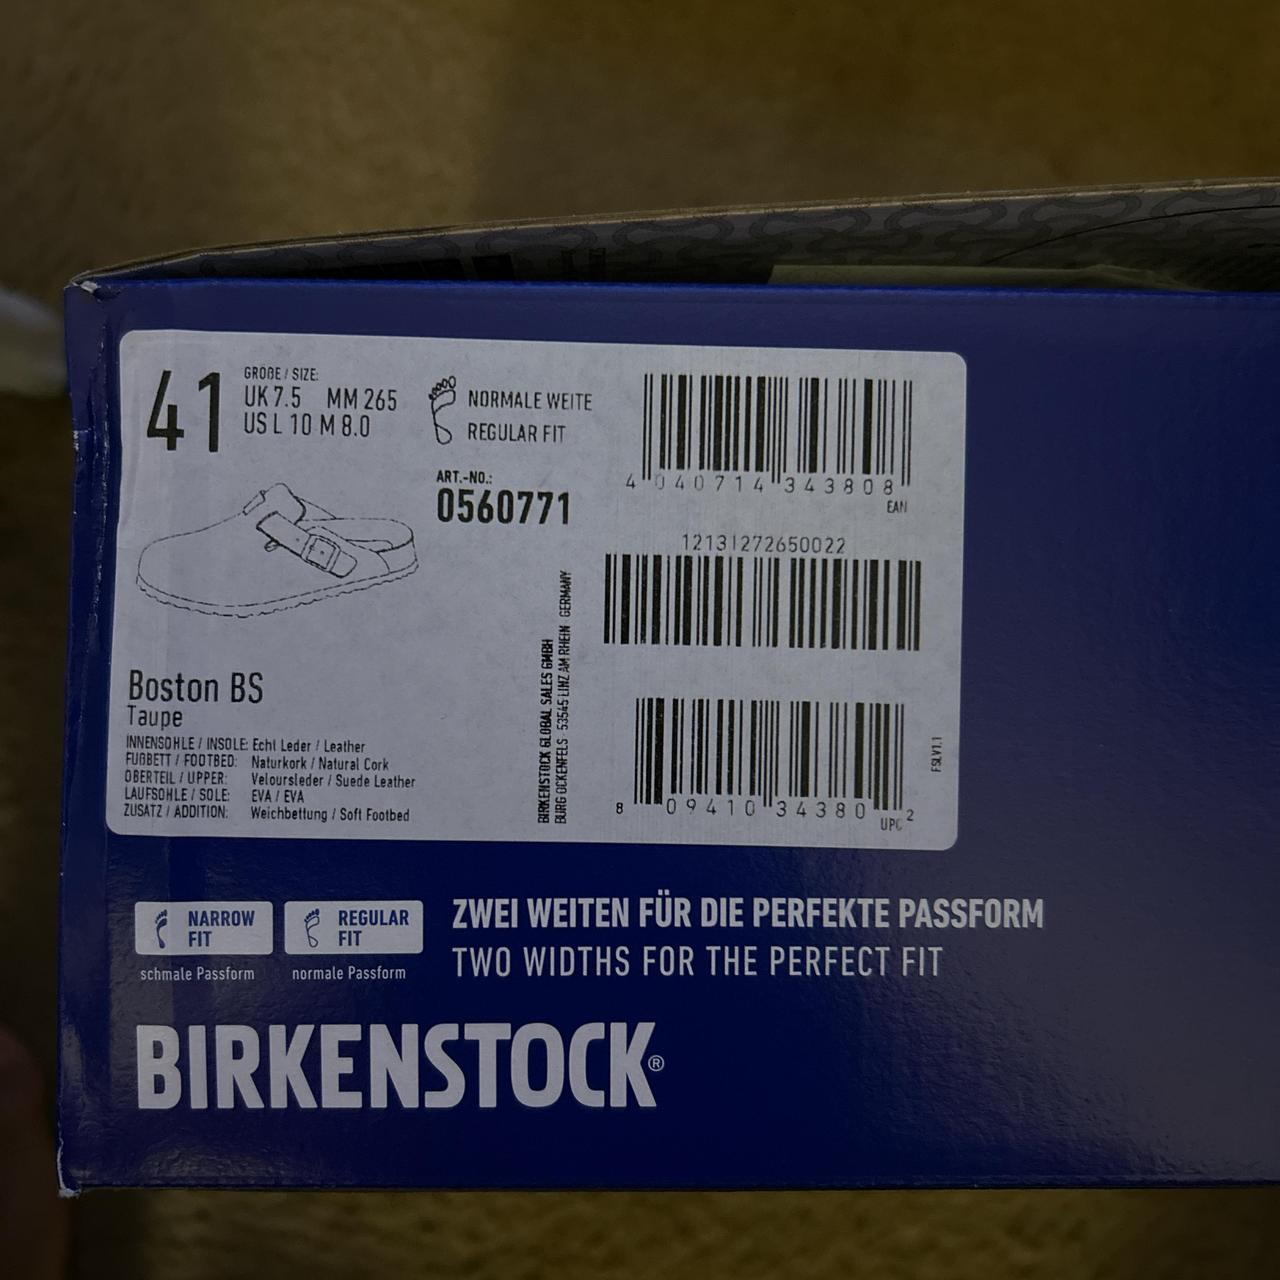 41
GRÖBE / SIZE:
UK 7.5 MM 265
US L 10 M 8.0
NORMALE WEITE
REGULAR FIT
ART.-NO.:
0560771
4 040714 343808
EAN
12131272650022
Boston BS
Taupe
INNENSOHLE / INSOLE: Echt Leder / Leather
FUßBETT / FOOTBED: Naturkork / Natural Cork
OBERTEIL / UPPER: Veloursleder / Suede Leather
LAUFSOHLE / SOLE: EVA / EVA
ZUSATZ / ADDITION: Weichbettung / Soft Footbed
BIRKENSTOCK GLOBAL SALES GMBH
BURG OCKENFELS 53545 LINZ AM RHEIN GERMANY
8 09410 34380 2
UPC
FSLV1.1
NARROW
FIT
schmale Passform
REGULAR
FIT
normale Passform
ZWEI WEITEN FÜR DIE PERFEKTE PASSFORM
TWO WIDTHS FOR THE PERFECT FIT
BIRKENSTOCK®